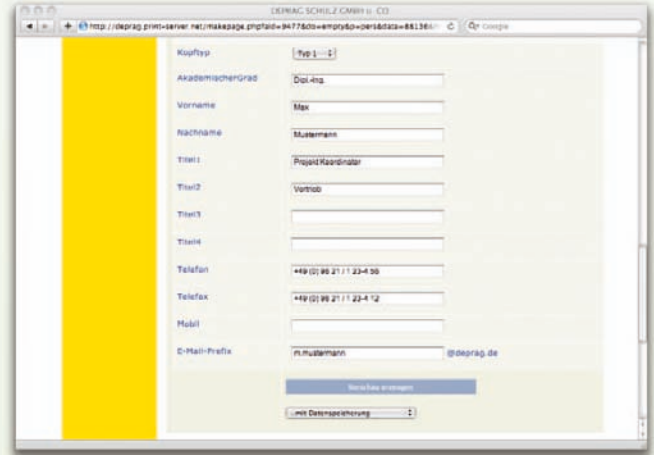 DEPRAG SCHULZ GMBH u. CO
Google
Kopftyp
Typ 1
AkademischerGrad Dipl.-Ing.
Vorname Max
Nachname Mustermann
Titel1 Projekt Koordinator
Titel2 Vertrieb
Titel3
Titel4
Telefon +49 (0) 96 21 / 1 23-4 56
Telefax +49 (0) 96 21 / 1 23-4 12
Mobil
E-Mail-Prefix m.mustermann @deprag.de
Vorschau erzeugen
...mit Datenspeicherung